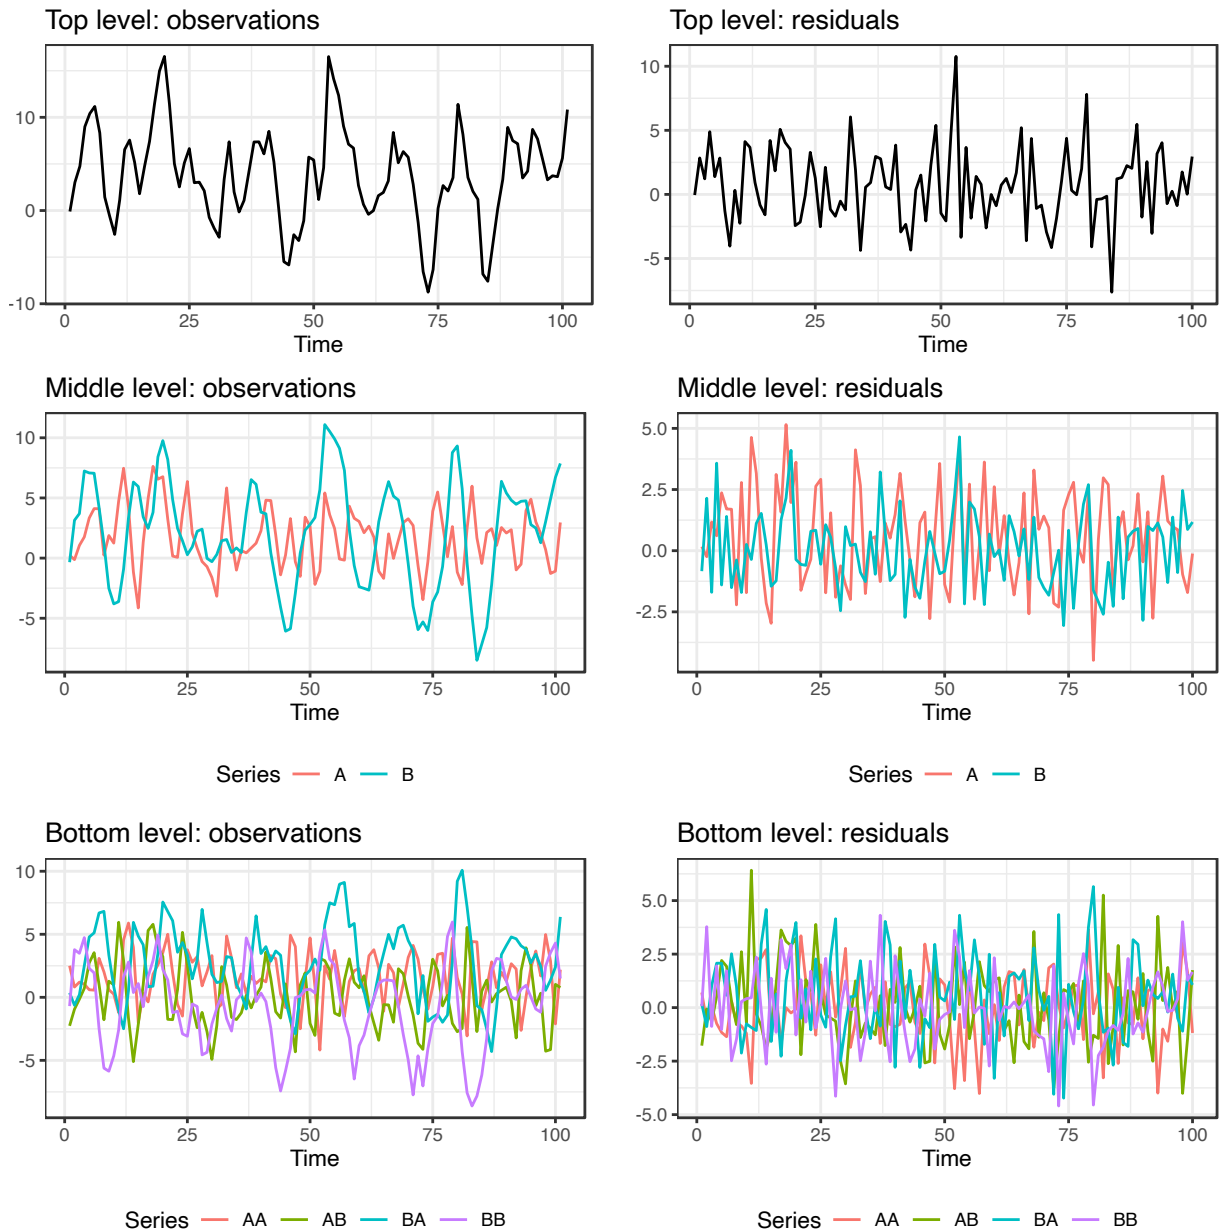 Top level: observations
Top level: residuals
10
0
-10
0 25 50 75 100
Time
10
5
0
-5
0 25 50 75 100
Time
Middle level: observations
Middle level: residuals
10
5
0
-5
0 25 50 75 100
Time
5.0
2.5
0.0
-2.5
0 25 50 75 100
Time
Series A B
Series A B
Bottom level: observations
Bottom level: residuals
10
5
0
-5
0 25 50 75 100
Time
5.0
2.5
0.0
-2.5
-5.0
0 25 50 75 100
Time
Series AA AB BA BB
Series AA AB BA BB